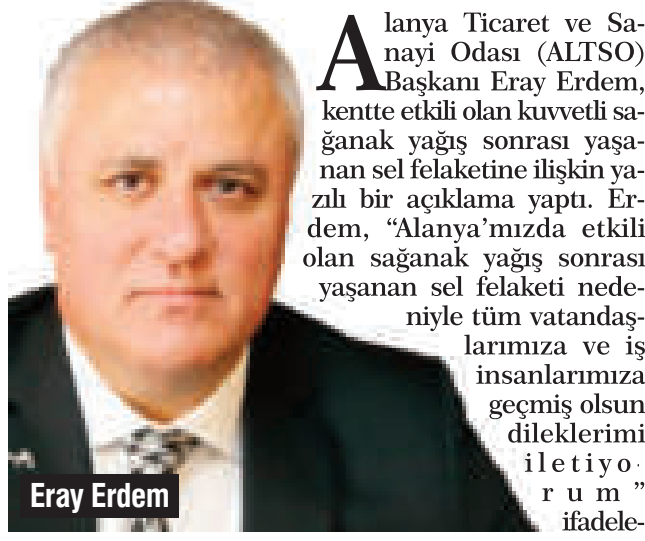 Alanya Ticaret ve Sa-
nayi Odası (ALTSO)
Başkanı Eray Erdem,
kentte etkili olan kuvvetli sa-
ğanak yağış sonrası yaşa-
nan sel felaketine ilişkin ya-
zılı bir açıklama yaptı. Er-
dem, “Alanya’mızda etkili
olan sağanak yağış sonrası
yaşanan sel felaketi nede-
niyle tüm vatandaş-
larımıza ve iş
insanlarımıza
geçmiş olsun
dileklerimi
iletiyo-
rum”
ifadele-
Eray Erdem